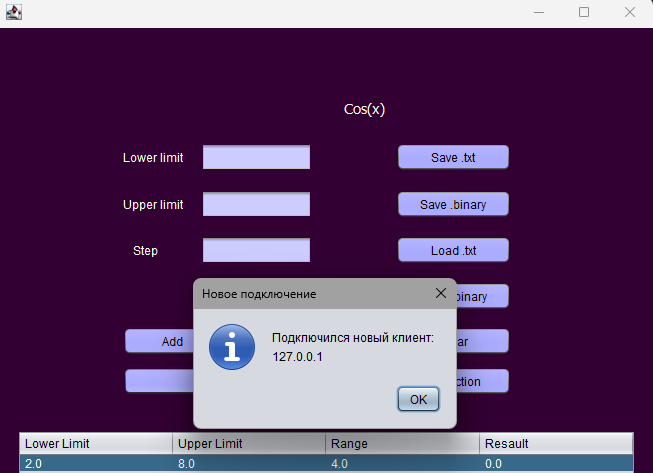 Cos(x)
Lower limit
Save .txt
Upper limit
Save .binary
Step
Load .txt
Новое подключение
Подключился новый клиент:
127.0.0.1
OK
binary
Add
Lower Limit Upper Limit Range Resault
2.0 8.0 4.0 0.0